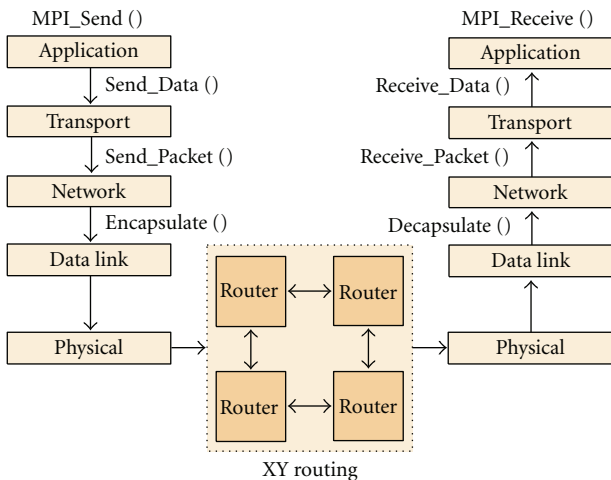 MPI_Send ()
Application
Send_Data ()
Transport
Send_Packet ()
Network
Encapsulate ()
Data link
Physical
Router
Router
Router
Router
XY routing
MPI_Receive ()
Application
Receive_Data ()
Transport
Receive_Packet ()
Network
Decapsulate ()
Data link
Physical